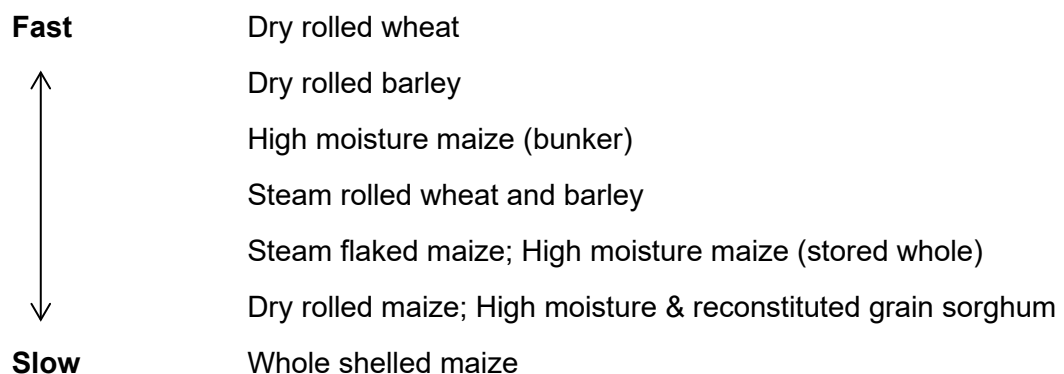 Fast Dry rolled wheat
Dry rolled barley
High moisture maize (bunker)
Steam rolled wheat and barley
Steam flaked maize; High moisture maize (stored whole)
Dry rolled maize; High moisture & reconstituted grain sorghum
Slow Whole shelled maize